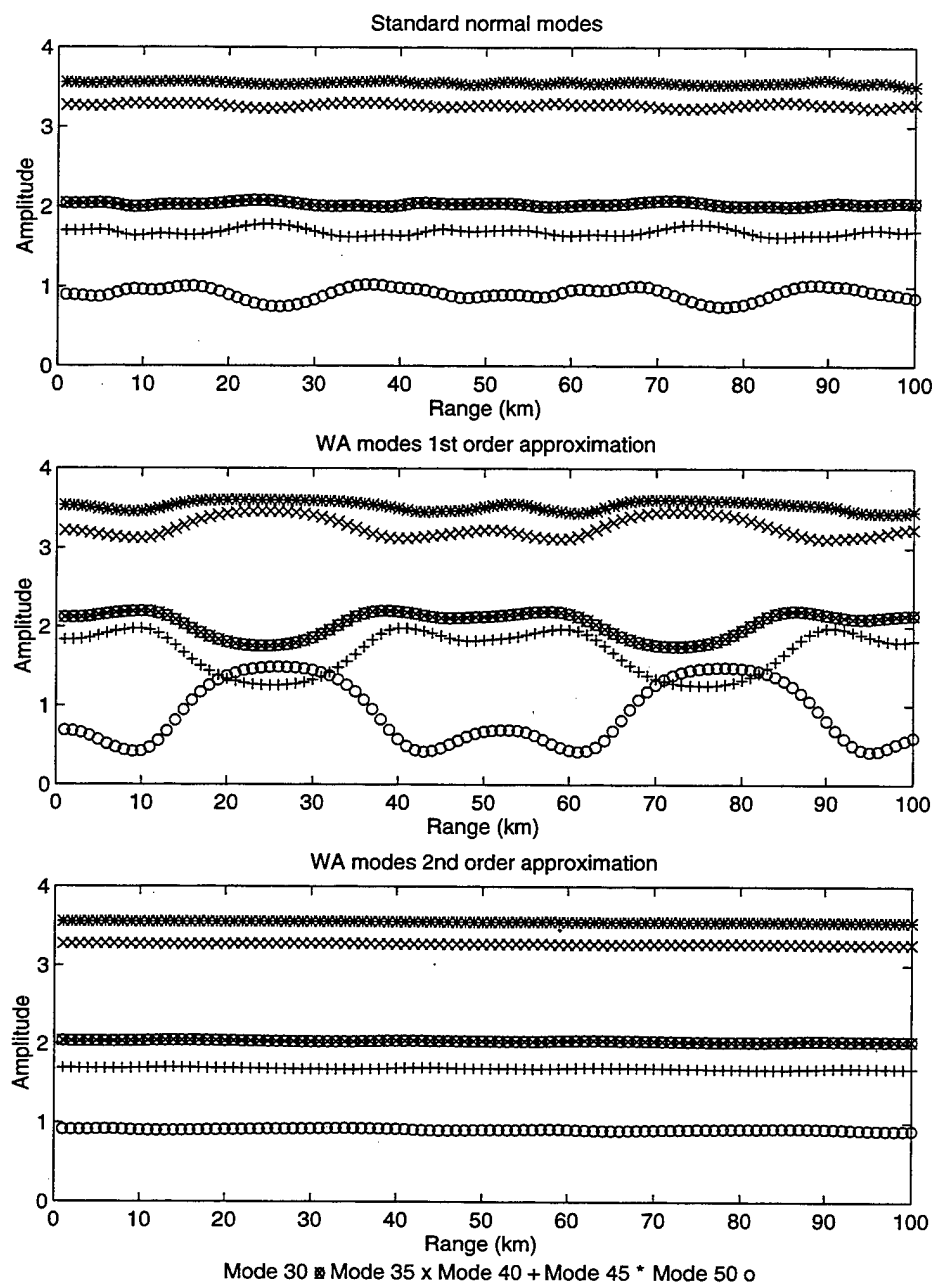 Standard normal modes
4
3
2
1
0
Amplitude
0 10 20 30 40 50 60 70 80 90 100
Range (km)
WA modes 1st order approximation
4
3
2
1
0
Amplitude
0 10 20 30 40 50 60 70 80 90 100
Range (km)
WA modes 2nd order approximation
4
3
2
1
0
Amplitude
0 10 20 30 40 50 60 70 80 90 100
Range (km)
Mode 30 ⊠ Mode 35 x Mode 40 + Mode 45 * Mode 50 o